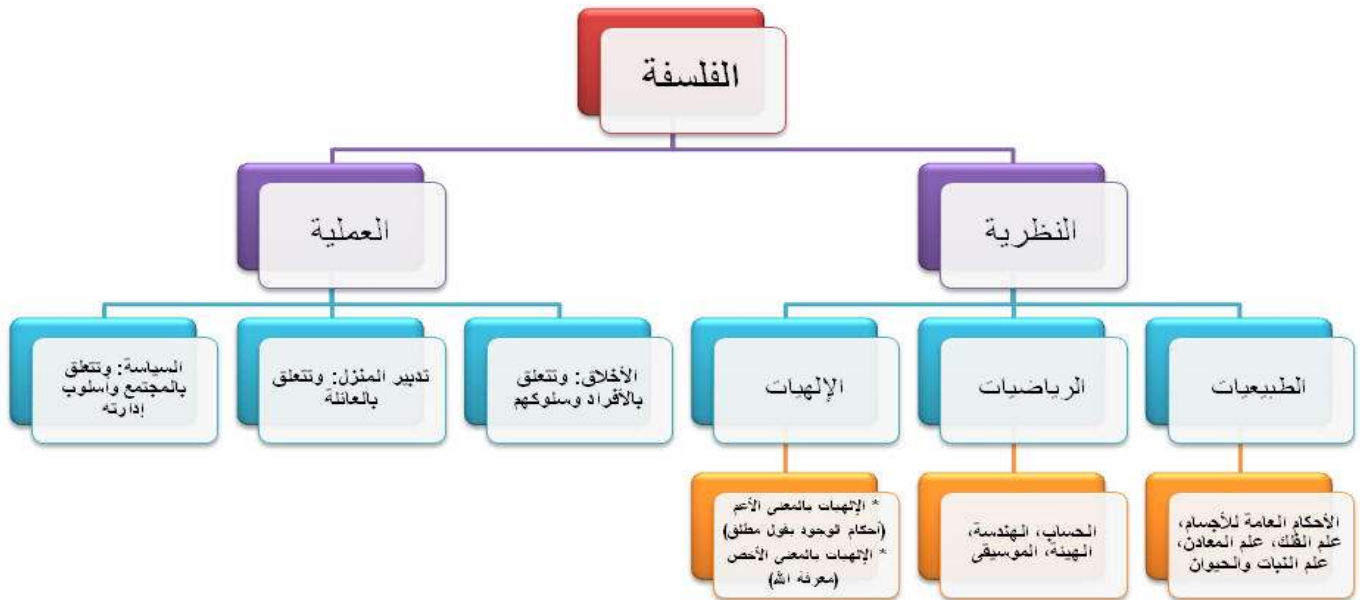 الفلسفة
النظرية
العملية
الطبيعيات
الرياضيات
الإلهيات
الأخلاق: وتتعلق
بالأفراد وسلوكهم
تدبير المنزل: وتتعلق
بالعائلة
السياسة: وتتعلق
بالمجتمع وأسلوب
إدارته
الأحكام العامة للأجسام،
علم الفلك، علم المعادن،
علم النبات والحيوان
الحساب، الهندسة،
الهيئة، الموسيقى
* الإلهيات بالمعنى الأعم
(أحكام الوجود بقول مطلق)
* الإلهيات بالمعنى الأخص
(معرفة الله)